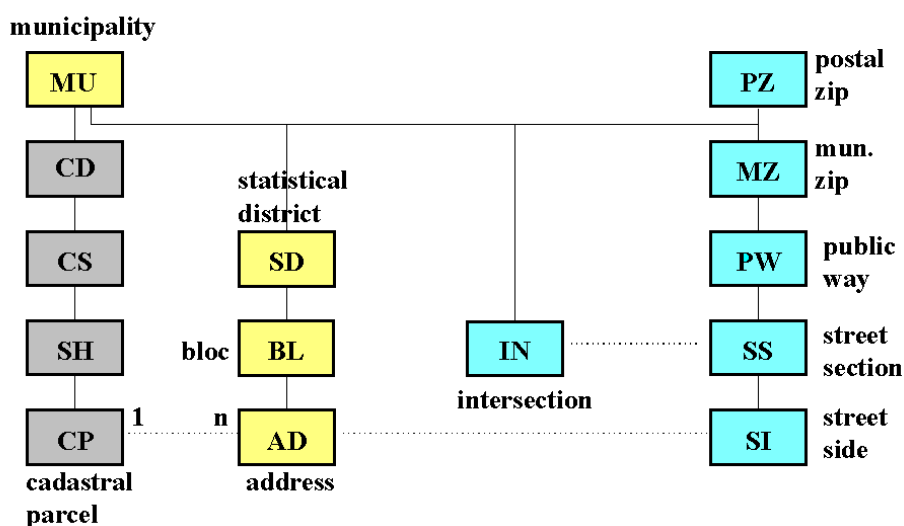 municipality
MU
PZ
postal
zip
CD
MZ
mun.
zip
statistical
district
CS
SD
PW
public
way
SH
bloc
BL
IN
SS
street
section
intersection
CP
1
n
AD
SI
street
side
cadastral
parcel
address